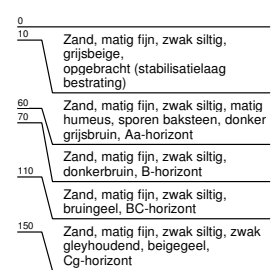 0
10
Zand, matig fijn, zwak siltig,
grijsbeige,
opgebracht (stabilisatielaag
bestrating)
60
Zand, matig fijn, zwak siltig, matig
humeus, sporen baksteen, donker
grijsbruin, Aa-horizont
70
Zand, matig fijn, zwak siltig,
donkerbruin, B-horizont
110
Zand, matig fijn, zwak siltig,
bruingeel, BC-horizont
150
Zand, matig fijn, zwak siltig, zwak
gleyhoudend, beigegeel,
Cg-horizont